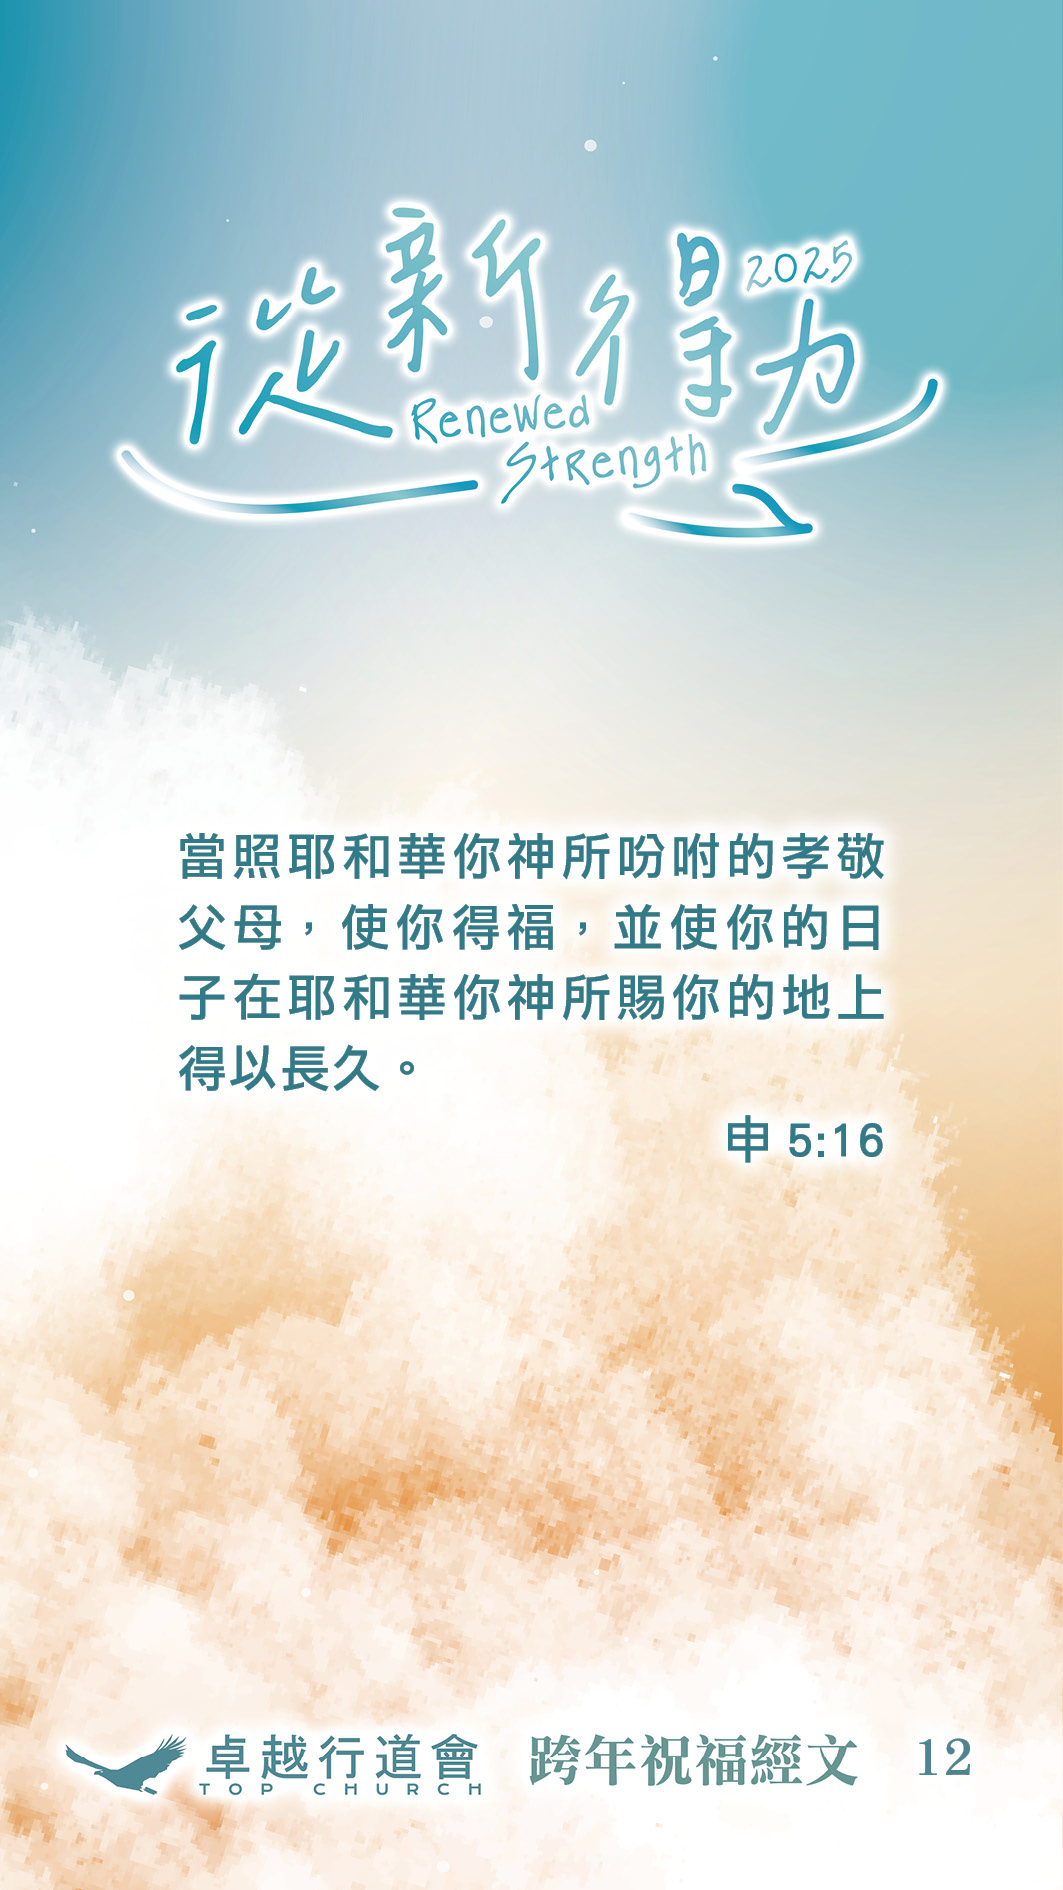 從新得力 2025
Renewed
Strength
當照耶和華你神所吩咐的孝敬
父母，使你得福，並使你的日
子在耶和華你神所賜你的地上
得以長久。
申 5:16
卓越行道會
TOP CHURCH
跨年祝福經文 12